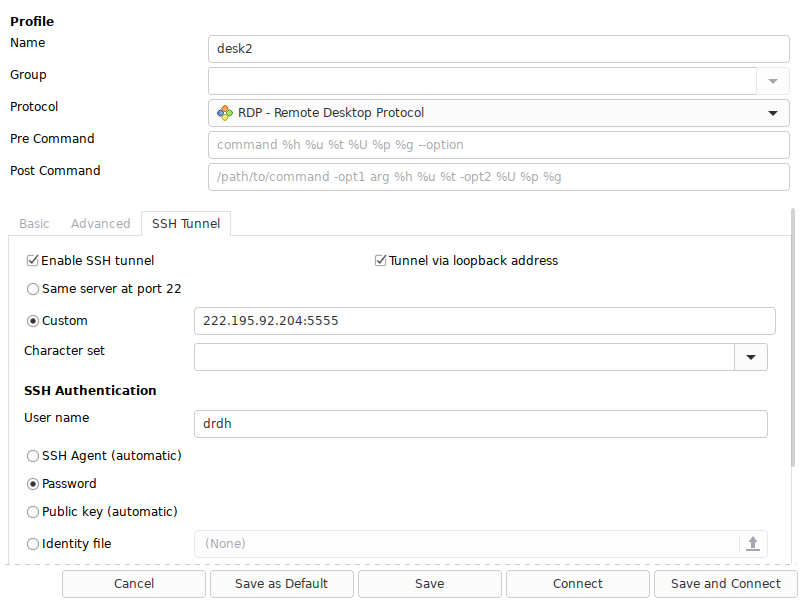 Profile
Name desk2
Group
Protocol RDP - Remote Desktop Protocol
Pre Command command %h %u %t %U %p %g --option
Post Command /path/to/command -opt1 arg %h %u %t -opt2 %U %p %g
Basic Advanced SSH Tunnel
Enable SSH tunnel Tunnel via loopback address
Same server at port 22
Custom 222.195.92.204:5555
Character set
SSH Authentication
User name drdh
SSH Agent (automatic)
Password
Public key (automatic)
Identity file (None)
Cancel Save as Default Save Connect Save and Connect